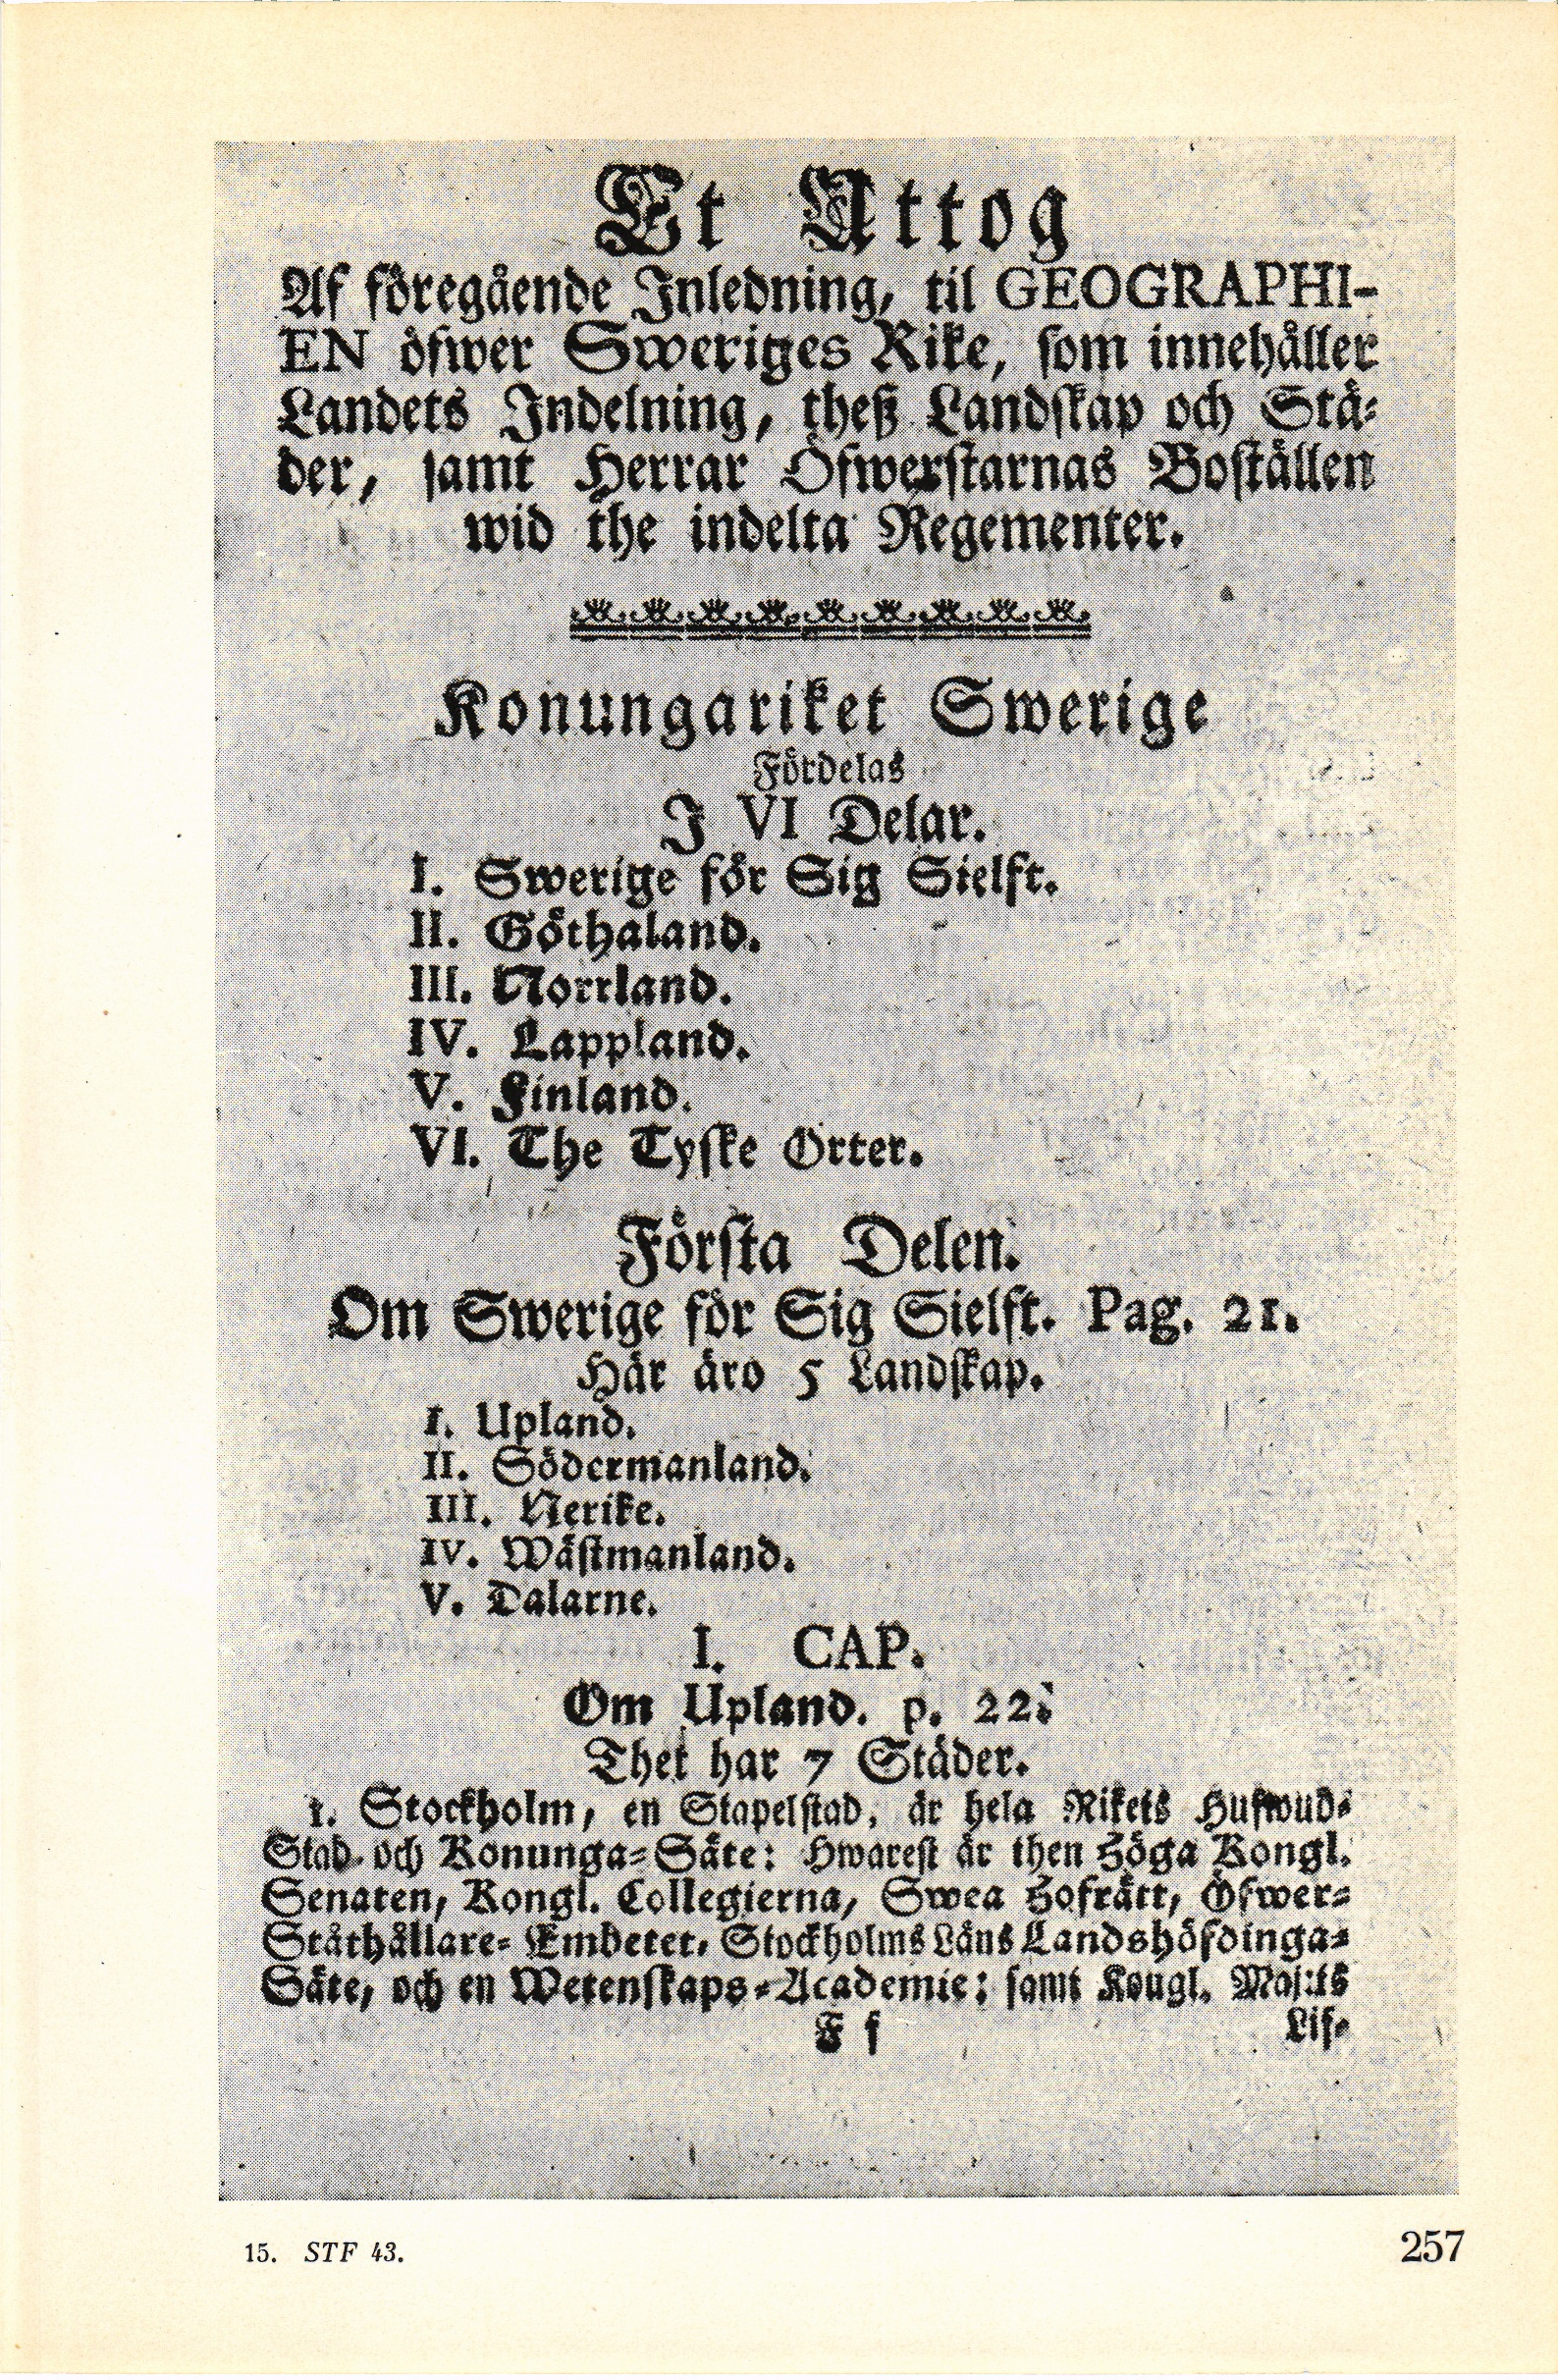 Et Uttog
Af föregående Inledning, til GEOGRAPHI-
EN öfwer Sweriges Rike, som innehåller
Landets Indelning, theß Landskap och Stä-
der, samt Herrar Öfwerstarnas Boställen
wid the indelta Regementer.
Konungariket Swerige
Fördelas
I VI Delar.
I. Swerige för Sig Sielft.
II. Göthaland.
III. Norrland.
IV. Lappland.
V. Finland.
VI. The Tyske Orter.
Första Delen.
Om Swerige för Sig Sielft. Pag. 21.
Här äro 5 Landskap.
I. Upland.
II. Södermanland.
III. Nerike.
IV. Wästmanland.
V. Dalarne.
I. CAP.
Om Upland. p. 22.
Thet har 7 Städer.
1. Stockholm, en Stapelstad, är hela Rikets Hufwud-
Stad och Konunga-Säte: Hwarest är then Höga Kongl.
Senaten, Kongl. Collegierna, Swea Hofrätt, Öfwer-
Ståthållare-Embetet, Stockholms Läns Landshöfdinga-
Säte, och en Wetenskaps-Academie; samt Kongl. Maj:ts
F f Lif-
15. STF 43. 257